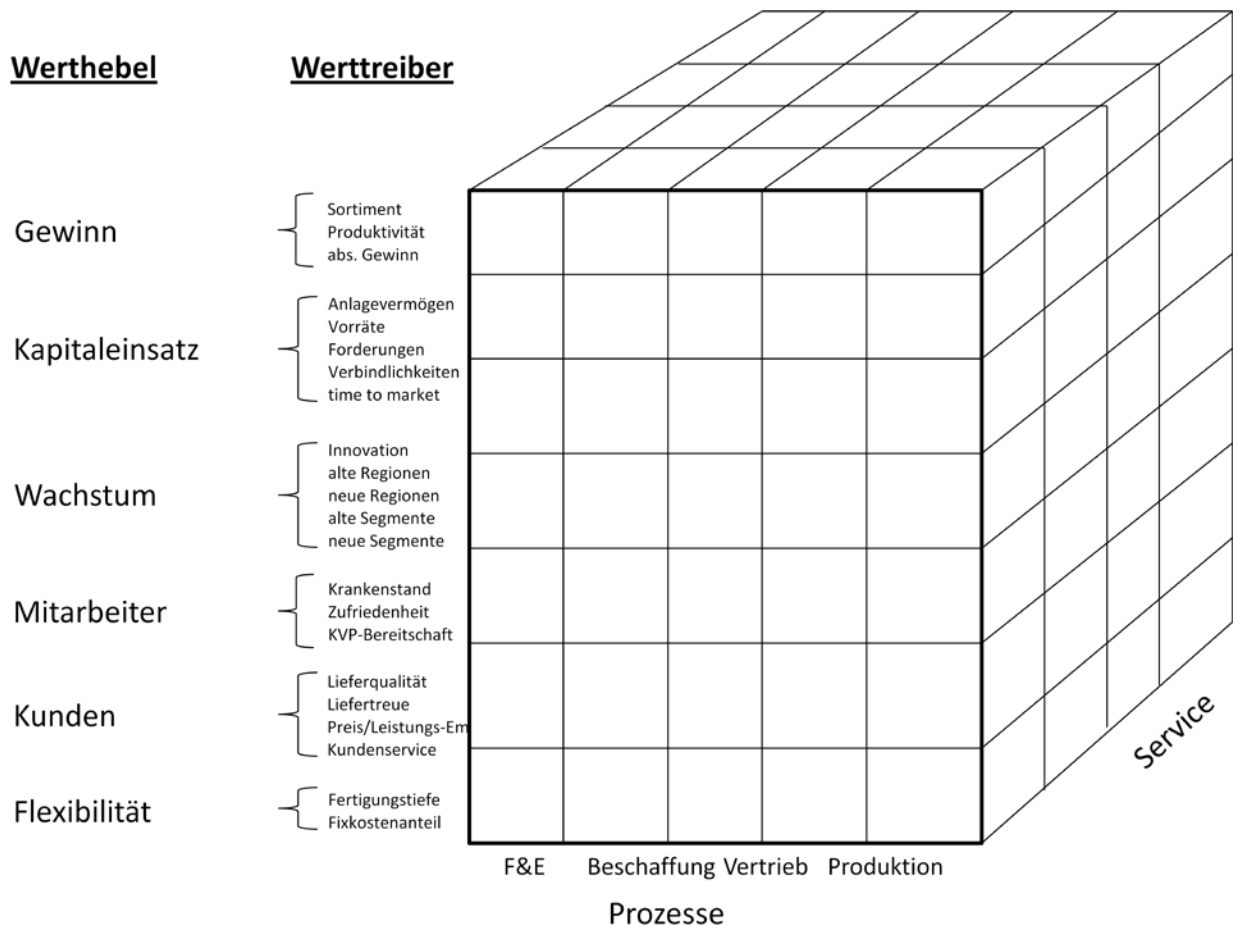 Werthebel
Werttreiber
Gewinn
Sortiment
Produktivität
abs. Gewinn
Kapitaleinsatz
Anlagevermögen
Vorräte
Forderungen
Verbindlichkeiten
time to market
Wachstum
Innovation
alte Regionen
neue Regionen
alte Segmente
neue Segmente
Mitarbeiter
Krankenstand
Zufriedenheit
KVP-Bereitschaft
Kunden
Lieferqualität
Liefertreue
Preis/Leistungs-Em
Kundenservice
Flexibilität
Fertigungstiefe
Fixkostenanteil
F&E Beschaffung Vertrieb Produktion
Prozesse
Service